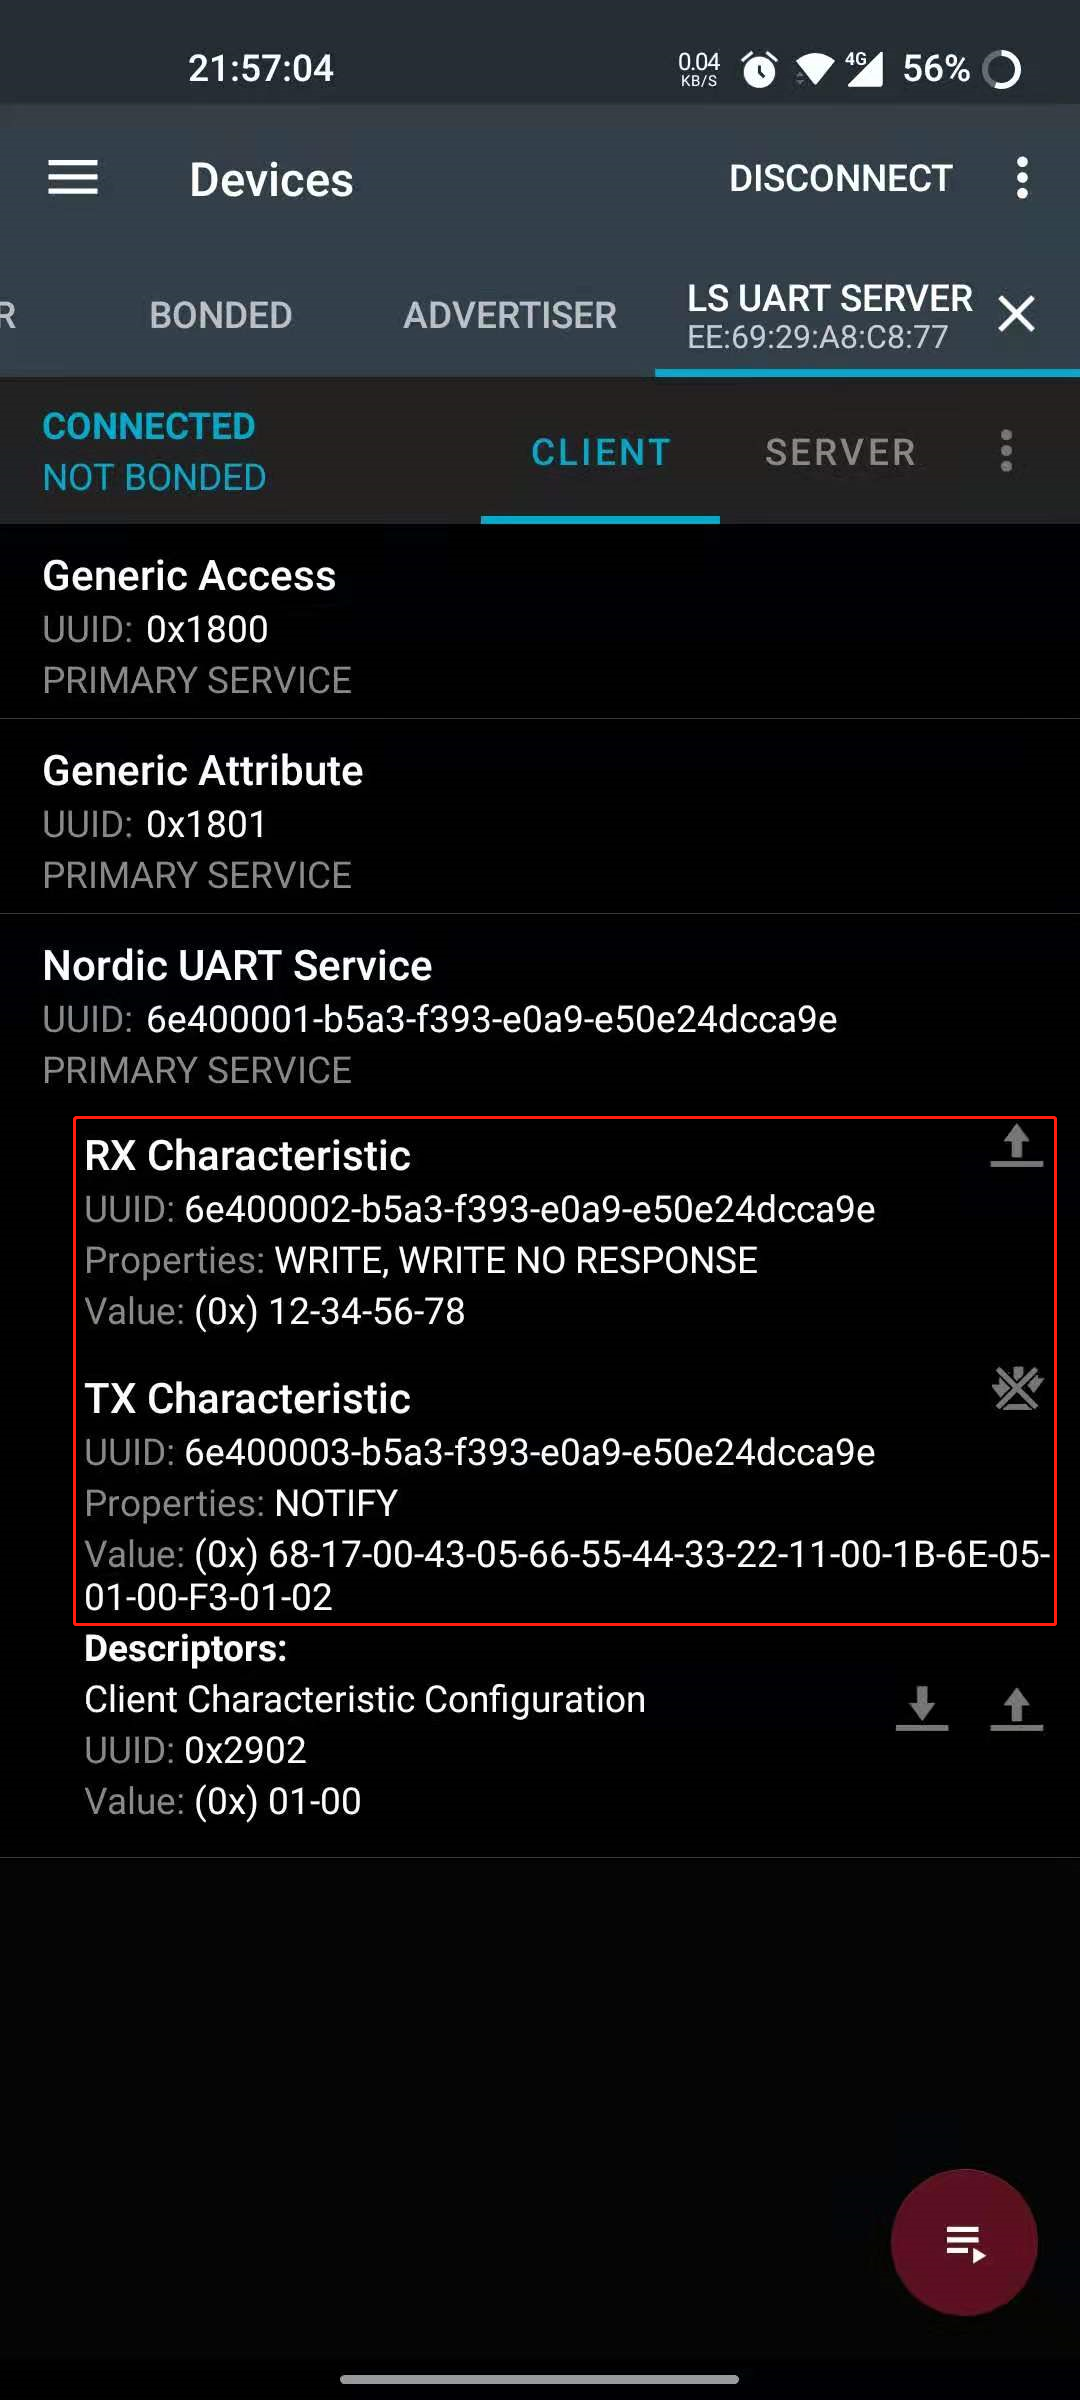 21:57:04
0.04
KB/S
4G
56%
Devices
DISCONNECT
R
BONDED
ADVERTISER
LS UART SERVER
EE:69:29:A8:C8:77
CONNECTED
NOT BONDED
CLIENT
SERVER
Generic Access
UUID: 0x1800
PRIMARY SERVICE
Generic Attribute
UUID: 0x1801
PRIMARY SERVICE
Nordic UART Service
UUID: 6e400001-b5a3-f393-e0a9-e50e24dcca9e
PRIMARY SERVICE
RX Characteristic
UUID: 6e400002-b5a3-f393-e0a9-e50e24dcca9e
Properties: WRITE, WRITE NO RESPONSE
Value: (0x) 12-34-56-78
TX Characteristic
UUID: 6e400003-b5a3-f393-e0a9-e50e24dcca9e
Properties: NOTIFY
Value: (0x) 68-17-00-43-05-66-55-44-33-22-11-00-1B-6E-05-
01-00-F3-01-02
Descriptors:
Client Characteristic Configuration
UUID: 0x2902
Value: (0x) 01-00